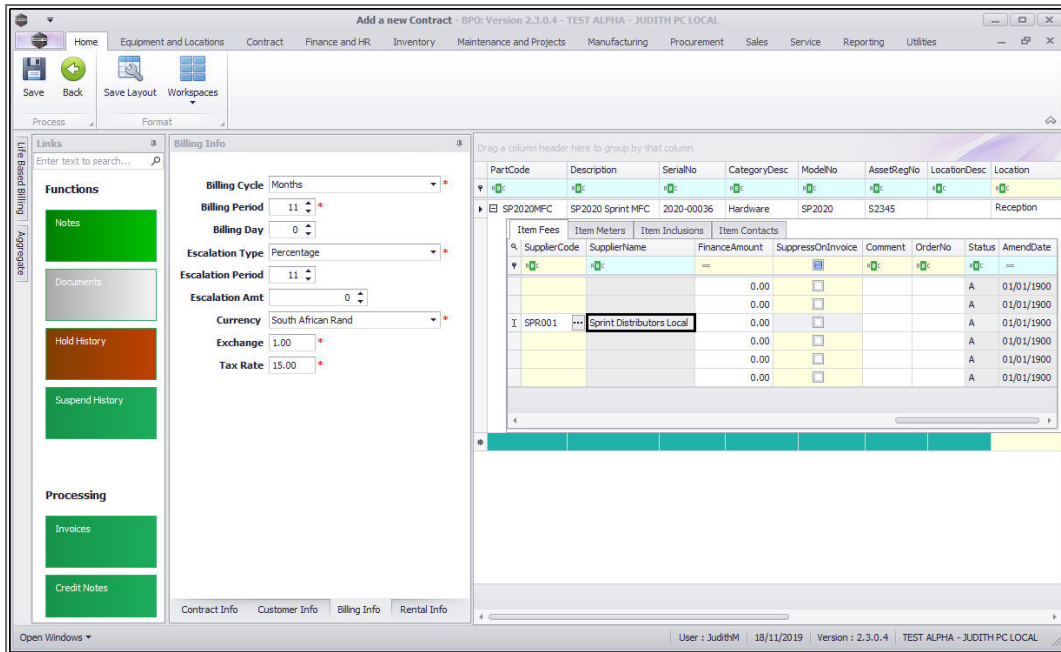 Add a new Contract - BPO: Version 2.3.0.4 - TEST ALPHA - JUDITH PC LOCAL
Home Equipment and Locations Contract Finance and HR Inventory Maintenance and Projects Manufacturing Procurement Sales Service Reporting Utilities
Save Back Save Layout Workspaces
Process Format
Life Based Billing
Aggregate
Links
Enter text to search...
Functions
Notes
Documents
Hold History
Suspend History
Processing
Invoices
Credit Notes
Billing Info
Billing Cycle Months *
Billing Period 11 *
Billing Day 0
Escalation Type Percentage *
Escalation Period 11
Escalation Amt 0
Currency South African Rand *
Exchange 1.00 *
Tax Rate 15.00 *
Contract Info Customer Info Billing Info Rental Info
Drag a column header here to group by that column
PartCode Description SerialNo CategoryDesc ModelNo AssetRegNo LocationDesc Location
SP2020MFC SP2020 Sprint MFC 2020-00036 Hardware SP2020 S2345 Reception
Item Fees Item Meters Item Inclusions Item Contacts
SupplierCode SupplierName FinanceAmount SuppressOnInvoice Comment OrderNo Status AmendDate
0.00 A 01/01/1900
0.00 A 01/01/1900
SPR001 ... Sprint Distributors Local 0.00 A 01/01/1900
0.00 A 01/01/1900
0.00 A 01/01/1900
0.00 A 01/01/1900
Open Windows
User : JudithM 18/11/2019 Version : 2.3.0.4 TEST ALPHA - JUDITH PC LOCAL